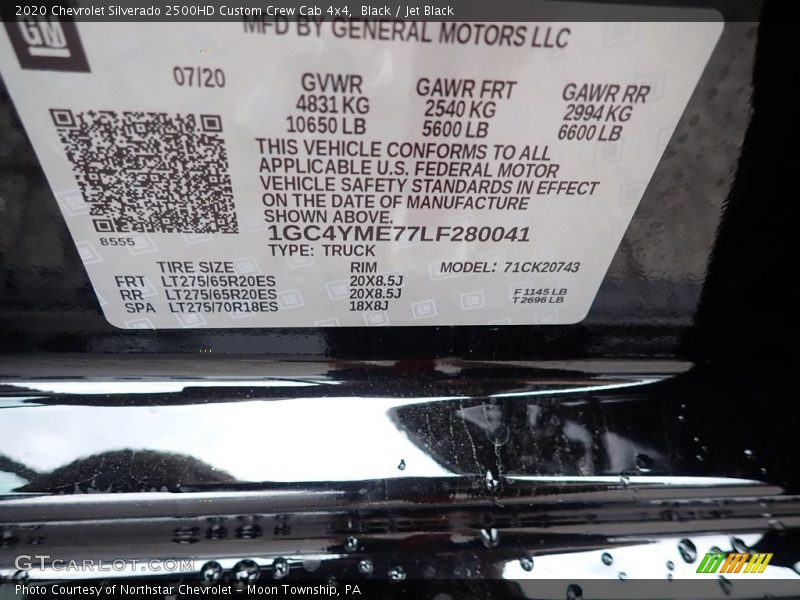 2020 Chevrolet Silverado 2500HD Custom Crew Cab 4x4,  Black / Jet Black
GM
MFD BY GENERAL MOTORS LLC
07/20
GVWR
4831 KG
10650 LB
GAWR FRT
2540 KG
5600 LB
GAWR RR
2994 KG
6600 LB
THIS VEHICLE CONFORMS TO ALL
APPLICABLE U.S. FEDERAL MOTOR
VEHICLE SAFETY STANDARDS IN EFFECT
ON THE DATE OF MANUFACTURE
SHOWN ABOVE.
8555
1GC4YME77LF280041
TYPE: TRUCK
TIRE SIZE RIM MODEL: 71CK20743
FRT LT275/65R20ES 20X8.5J
RR LT275/65R20ES 20X8.5J
SPA LT275/70R18ES 18X8J
F 1145 LB
T 2696 LB
GTCARLOT.COM
Photo Courtesy of Northstar Chevrolet – Moon Township, PA